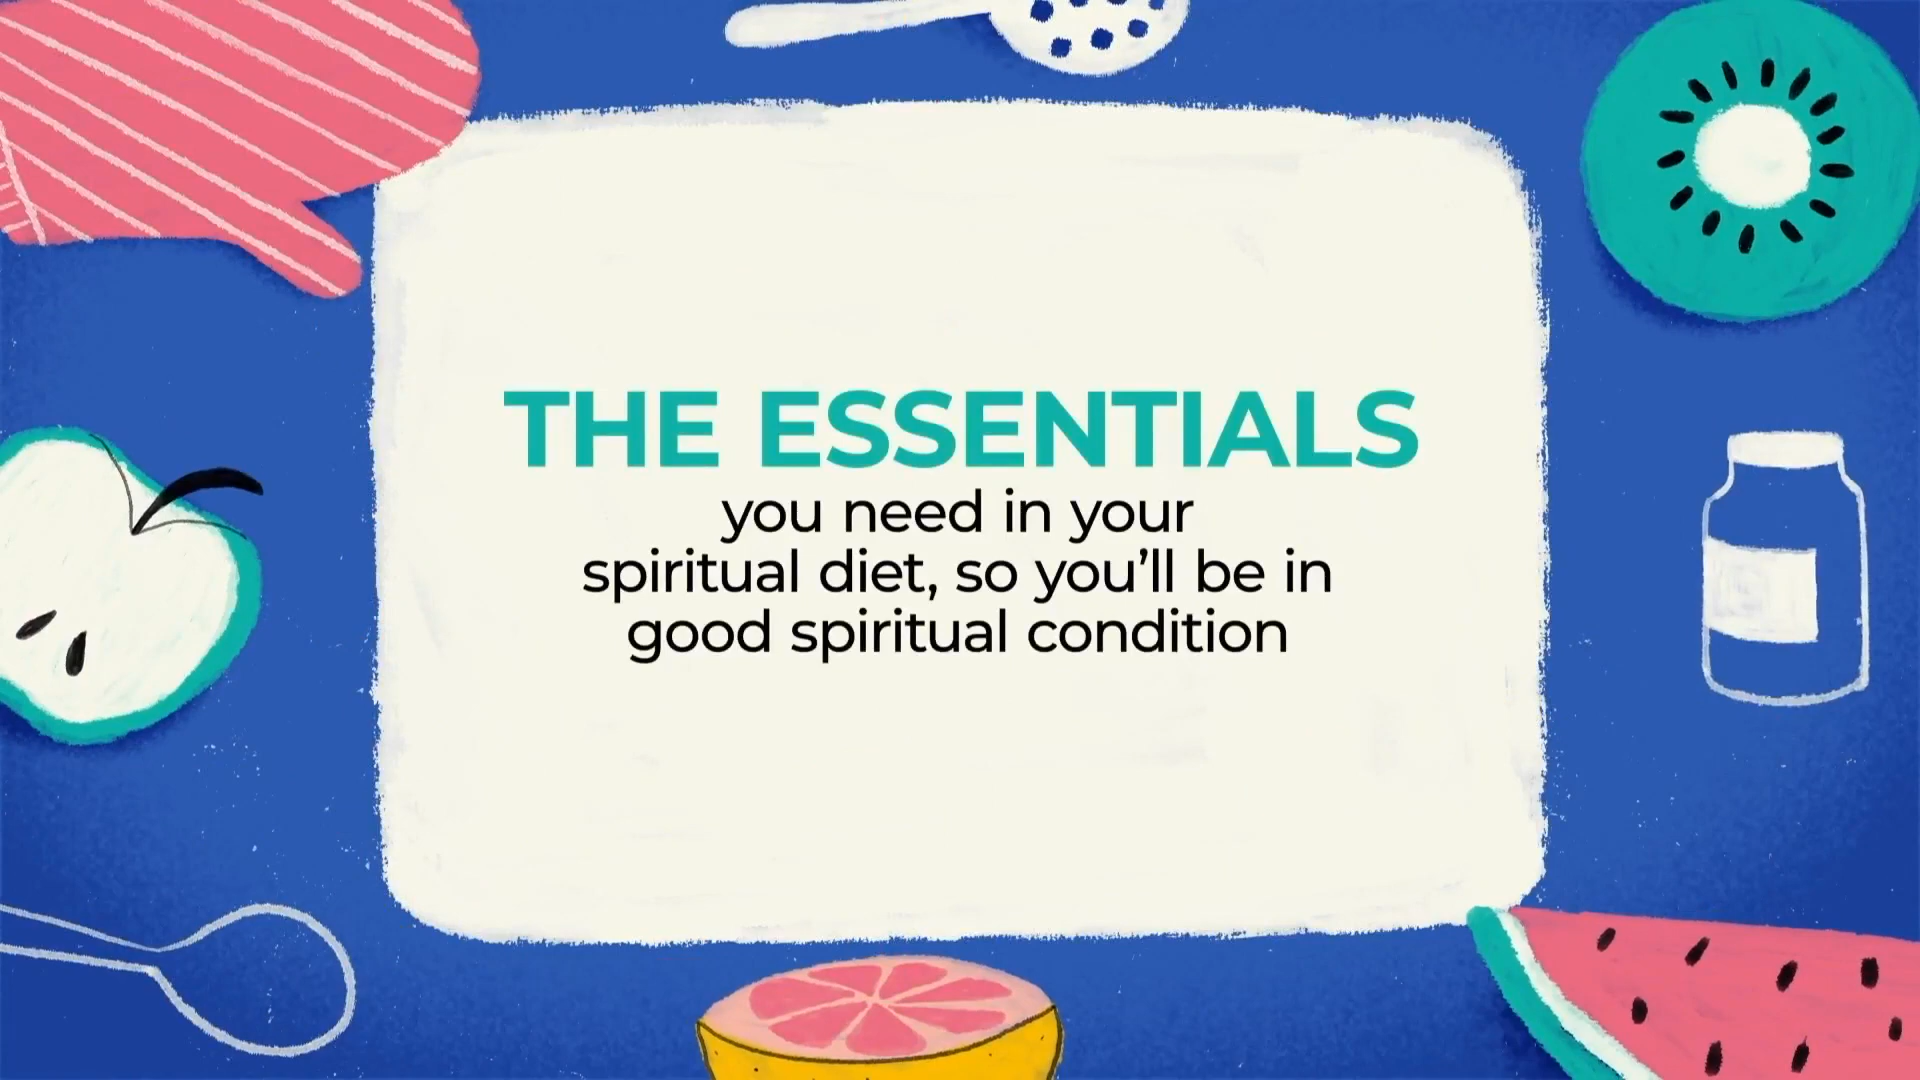 THE ESSENTIALS
you need in your
spiritual diet, so you’ll be in
good spiritual condition